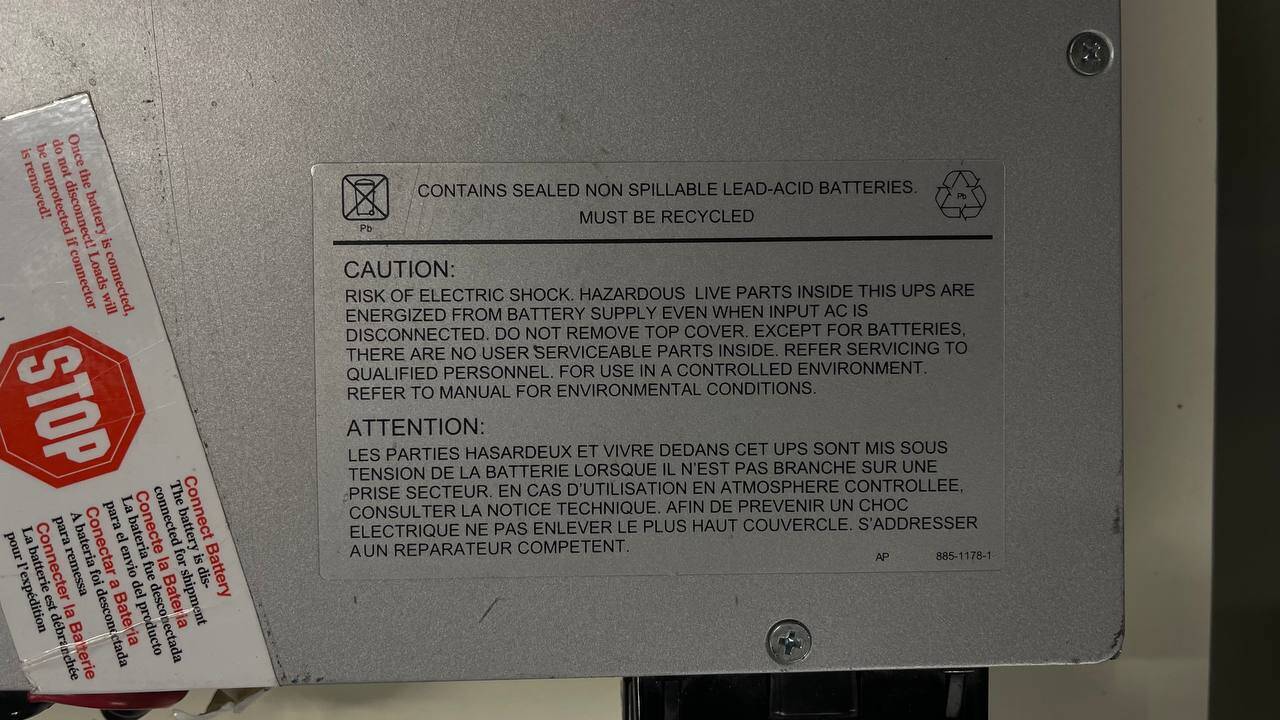 Once the battery is connected,
do not disconnect! Loads will
be unprotected if connector
is removed!
STOP
Connect Battery
The battery is dis-
connected for shipment
Conecte la Bateria
La bateria fue desconectada
para el envio del producto
Conectar a Bateria
A bateria foi desconectada
para remessa
Connecter la Batterie
La batterie est débranchée
pour l'expédition
Pb
CONTAINS SEALED NON SPILLABLE LEAD-ACID BATTERIES.
MUST BE RECYCLED
Pb
CAUTION:
RISK OF ELECTRIC SHOCK. HAZARDOUS LIVE PARTS INSIDE THIS UPS ARE
ENERGIZED FROM BATTERY SUPPLY EVEN WHEN INPUT AC IS
DISCONNECTED. DO NOT REMOVE TOP COVER. EXCEPT FOR BATTERIES,
THERE ARE NO USER SERVICEABLE PARTS INSIDE. REFER SERVICING TO
QUALIFIED PERSONNEL. FOR USE IN A CONTROLLED ENVIRONMENT.
REFER TO MANUAL FOR ENVIRONMENTAL CONDITIONS.
ATTENTION:
LES PARTIES HASARDEUX ET VIVRE DEDANS CET UPS SONT MIS SOUS
TENSION DE LA BATTERIE LORSQUE IL N'EST PAS BRANCHE SUR UNE
PRISE SECTEUR. EN CAS D'UTILISATION EN ATMOSPHERE CONTROLLEE,
CONSULTER LA NOTICE TECHNIQUE. AFIN DE PREVENIR UN CHOC
ELECTRIQUE NE PAS ENLEVER LE PLUS HAUT COUVERCLE. S'ADDRESSER
A UN REPARATEUR COMPETENT.
AP 885-1178-1